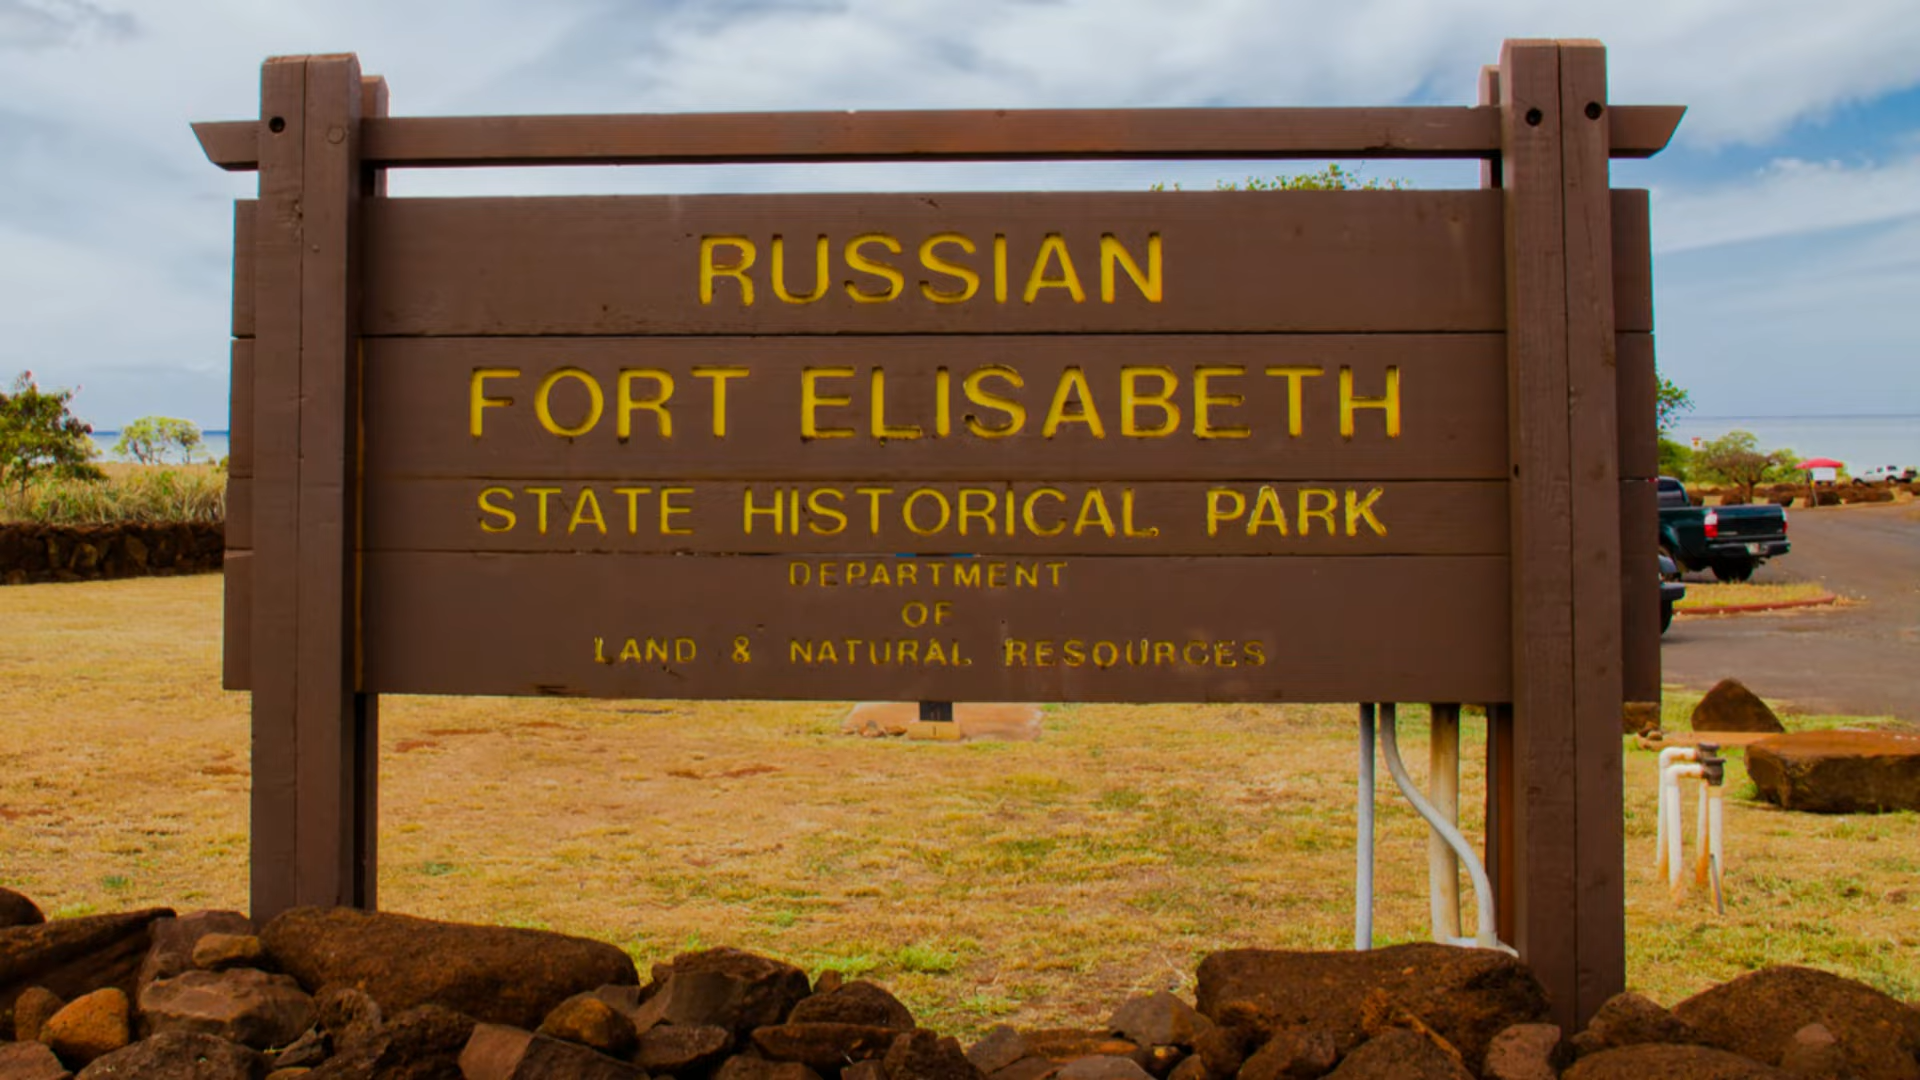 RUSSIAN
FORT ELISABETH
STATE HISTORICAL PARK
DEPARTMENT
OF
LAND & NATURAL RESOURCES